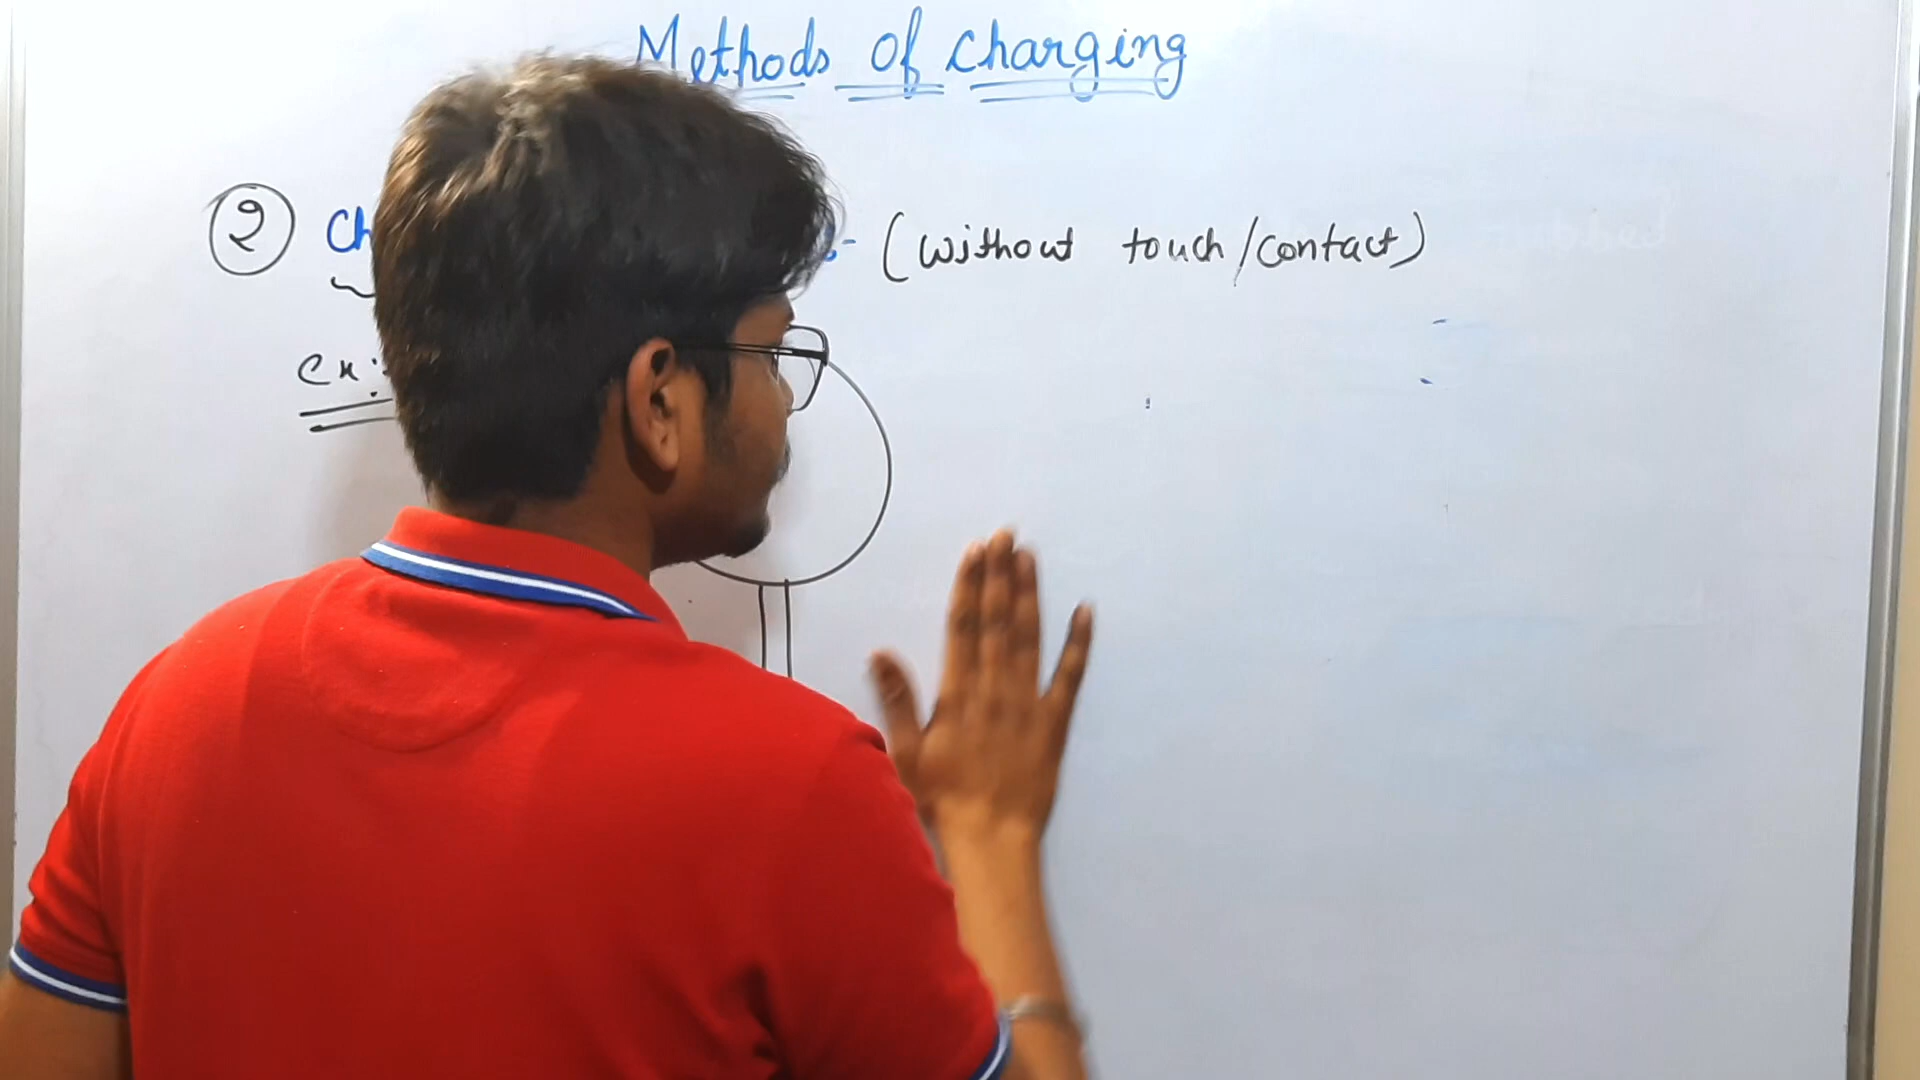 Methods of charging
② Ch :- (without touch/contact)
ex:-